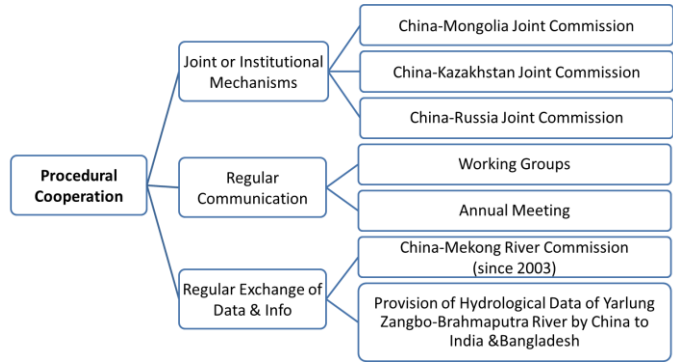 Procedural
Cooperation
Joint or Institutional
Mechanisms
China-Mongolia Joint Commission
China-Kazakhstan Joint Commission
China-Russia Joint Commission
Regular
Communication
Working Groups
Annual Meeting
Regular Exchange of
Data & Info
China-Mekong River Commission
(since 2003)
Provision of Hydrological Data of Yarlung
Zangbo-Brahmaputra River by China to
India &Bangladesh